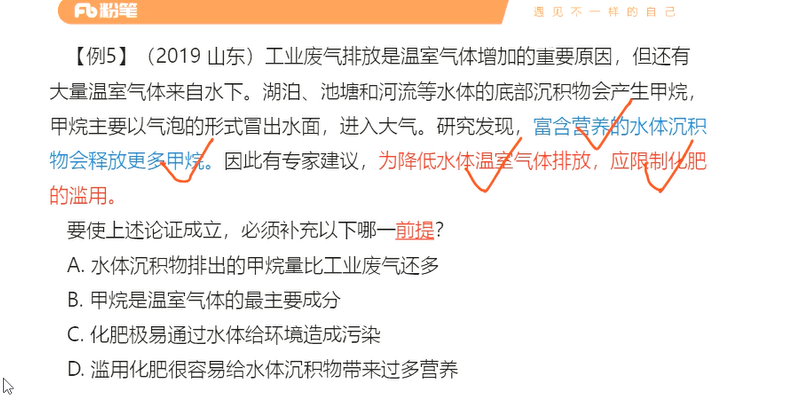 粉笔
遇见不一样的自己
【例5】（2019 山东）工业废气排放是温室气体增加的重要原因，但还有
大量温室气体来自水下。湖泊、池塘和河流等水体的底部沉积物会产生甲烷，
甲烷主要以气泡的形式冒出水面，进入大气。研究发现，富含营养的水体沉积
物会释放更多甲烷。因此有专家建议，为降低水体温室气体排放，应限制化肥
的滥用。
要使上述论证成立，必须补充以下哪一前提？
A. 水体沉积物排出的甲烷量比工业废气还多
B. 甲烷是温室气体的最主要成分
C. 化肥极易通过水体给环境造成污染
D. 滥用化肥很容易给水体沉积物带来过多营养